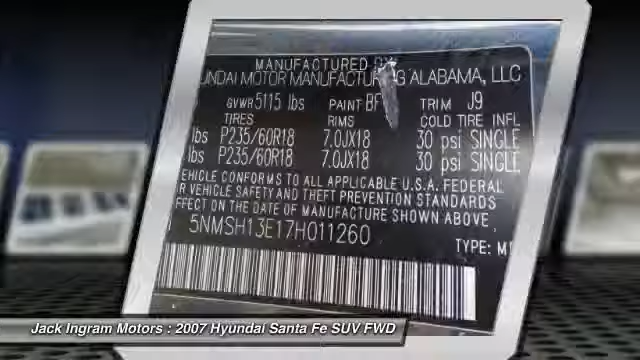 MANUFACTURED BY
UNDAI MOTOR MANUFACTURING ALABAMA, LLC
GVWR 5115 lbs PAINT BF TRIM J9
TIRES RIMS COLD TIRE INFL
lbs P235/60R18 7.0JX18 30 psi SINGLE
lbs P235/60R18 7.0JX18 30 psi SINGLE
EHICLE CONFORMS TO ALL APPLICABLE U.S.A. FEDERAL
R VEHICLE SAFETY AND THEFT PREVENTION STANDARDS
EFFECT ON THE DATE OF MANUFACTURE SHOWN ABOVE
5NMSH13E17H011260
TYPE: M
Jack Ingram Motors : 2007 Hyundai Santa Fe SUV FWD